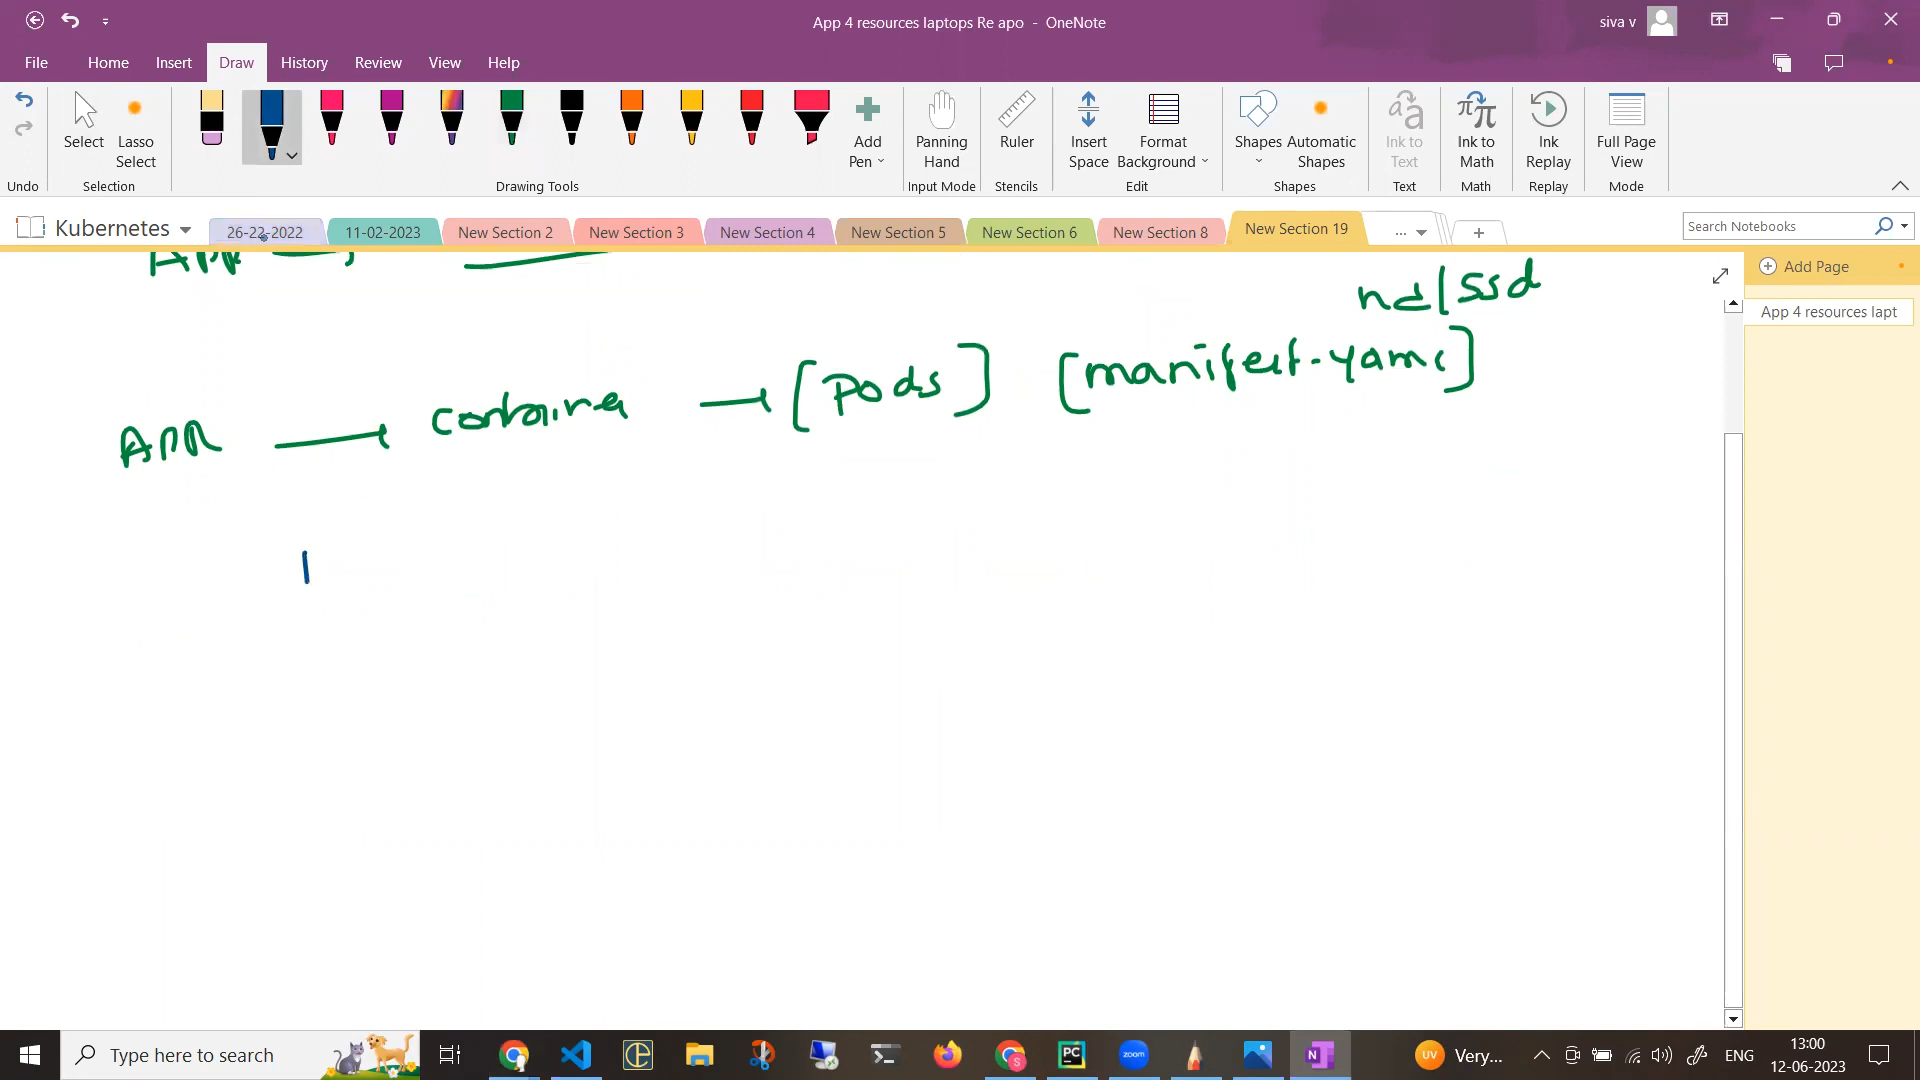 App 4 resources laptops Re apo - OneNote
siva v
File Home Insert Draw History Review View Help
Select
Lasso Select
Add Pen
Panning Hand
Ruler
Insert Space
Format Background
Shapes
Automatic Shapes
Ink to Text
Ink to Math
Ink Replay
Full Page View
Undo Selection Drawing Tools Input Mode Stencils Edit Shapes Text Math Replay Mode
Kubernetes 26-22-2022 11-02-2023 New Section 2 New Section 3 New Section 4 New Section 5 New Section 6 New Section 8 New Section 19 ... Search Notebooks
Add Page
App 4 resources lapt
hd|ssd
APP container [Pods] [manifest-yaml]
Type here to search
UV Very... ENG 13:00
12-06-2023
zoom
PC